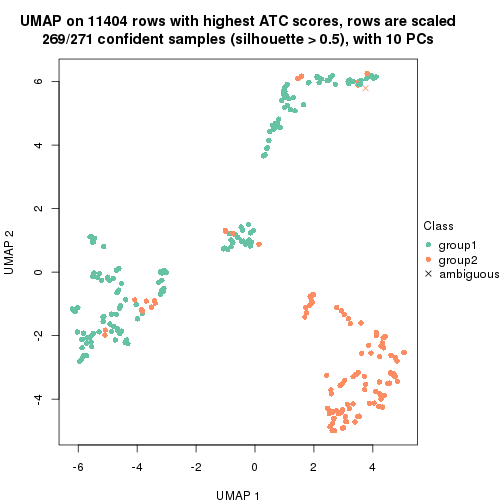 UMAP on 11404 rows with highest ATC scores, rows are scaled
269/271 confident samples (silhouette > 0.5), with 10 PCs
6
4
2
0
-2
-4
UMAP 2
-6
-4
-2
0
2
4
UMAP 1
Class
group1
group2
ambiguous